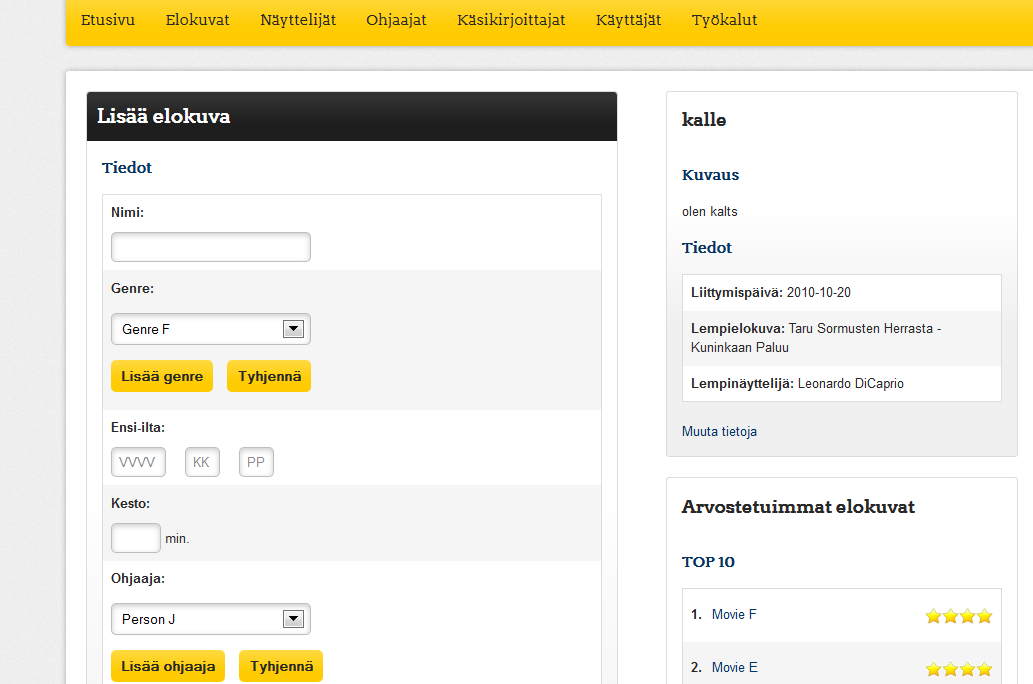 Etusivu Elokuvat Näyttelijät Ohjaajat Käsikirjoittajat Käyttäjät Työkalut
Lisää elokuva
Tiedot
Nimi:
Genre:
Genre F
Lisää genre Tyhjennä
Ensi-ilta:
VVVV KK PP
Kesto:
min.
Ohjaaja:
Person J
Lisää ohjaaja Tyhjennä
kalle
Kuvaus
olen kalts
Tiedot
Liittymispäivä: 2010-10-20
Lempielokuva: Taru Sormusten Herrasta -
Kuninkaan Paluu
Lempinäyttelijä: Leonardo DiCaprio
Muuta tietoja
Arvostetuimmat elokuvat
TOP 10
1. Movie F
2. Movie E